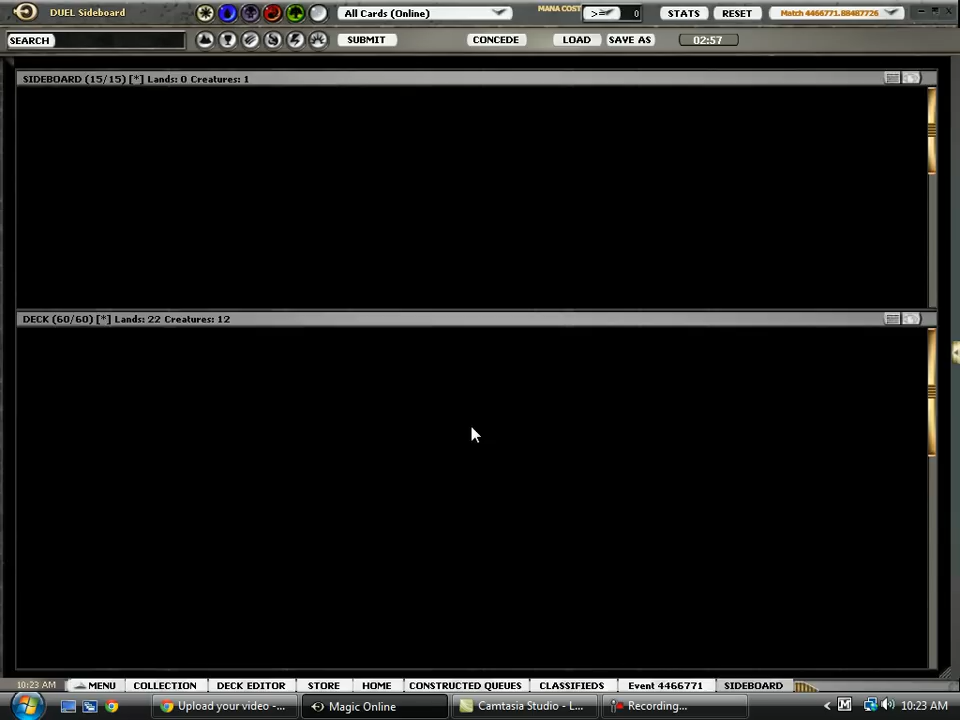 DUEL Sideboard
All Cards (Online)
MANA COST
>= 0
STATS
RESET
Match 4466771.88487726
SEARCH
SUBMIT
CONCEDE
LOAD
SAVE AS
02:57
SIDEBOARD (15/15) [*] Lands: 0 Creatures: 1
DECK (60/60) [*] Lands: 22 Creatures: 12
10:23 AM
MENU
COLLECTION
DECK EDITOR
STORE
HOME
CONSTRUCTED QUEUES
CLASSIFIEDS
Event 4466771
SIDEBOARD
Upload your video -...
Magic Online
Camtasia Studio - L...
Recording...
M
10:23 AM